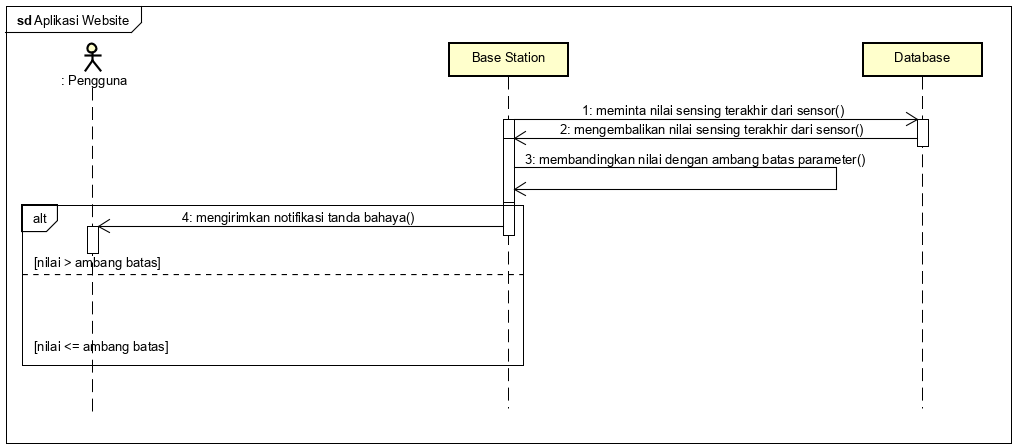 sd Aplikasi Website
: Pengguna
Base Station
Database
1: meminta nilai sensing terakhir dari sensor()
2: mengembalikan nilai sensing terakhir dari sensor()
3: membandingkan nilai dengan ambang batas parameter()
alt
4: mengirimkan notifikasi tanda bahaya()
[nilai > ambang batas]
[nilai <= ambang batas]